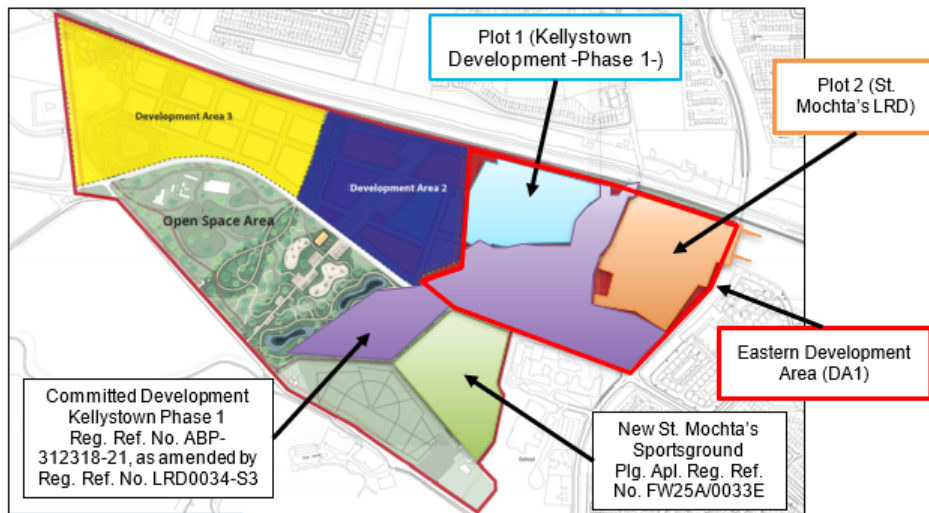 Plot 1 (Kellystown
Development -Phase 1-)
Plot 2 (St.
Mochta's LRD)
Development Area 3
Development Area 2
Open Space Area
Eastern Development
Area (DA1)
Committed Development
Kellystown Phase 1
Reg. Ref. No. ABP-
312318-21, as amended by
Reg. Ref. No. LRD0034-S3
New St. Mochta's
Sportsground
Plg. Apl. Reg. Ref.
No. FW25A/0033E
School